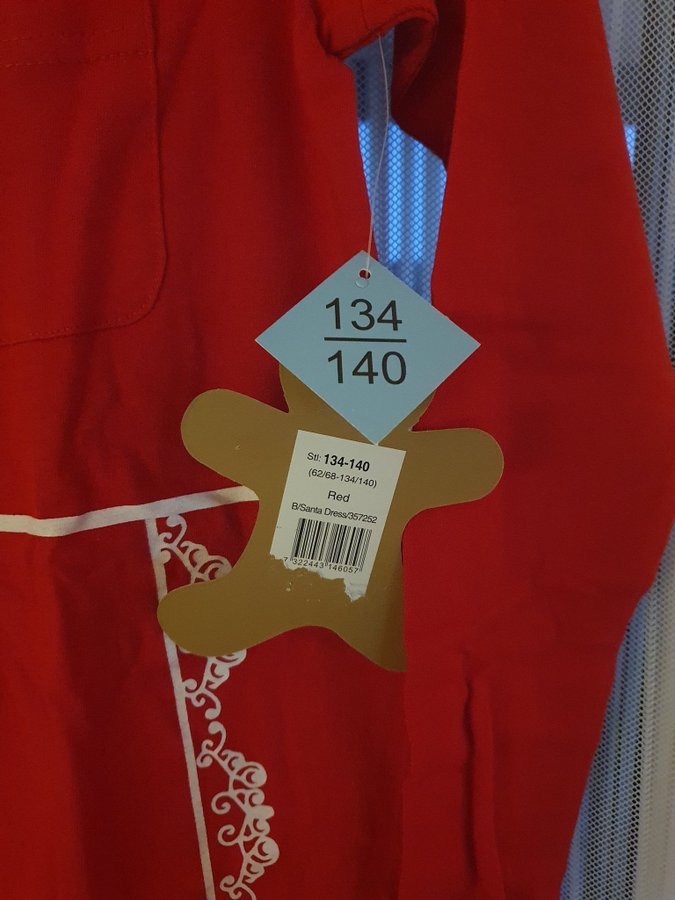 134
140
Stl: 134-140
(62/68-134/140)
Red
B/Santa Dress/357252
7 322443 146057